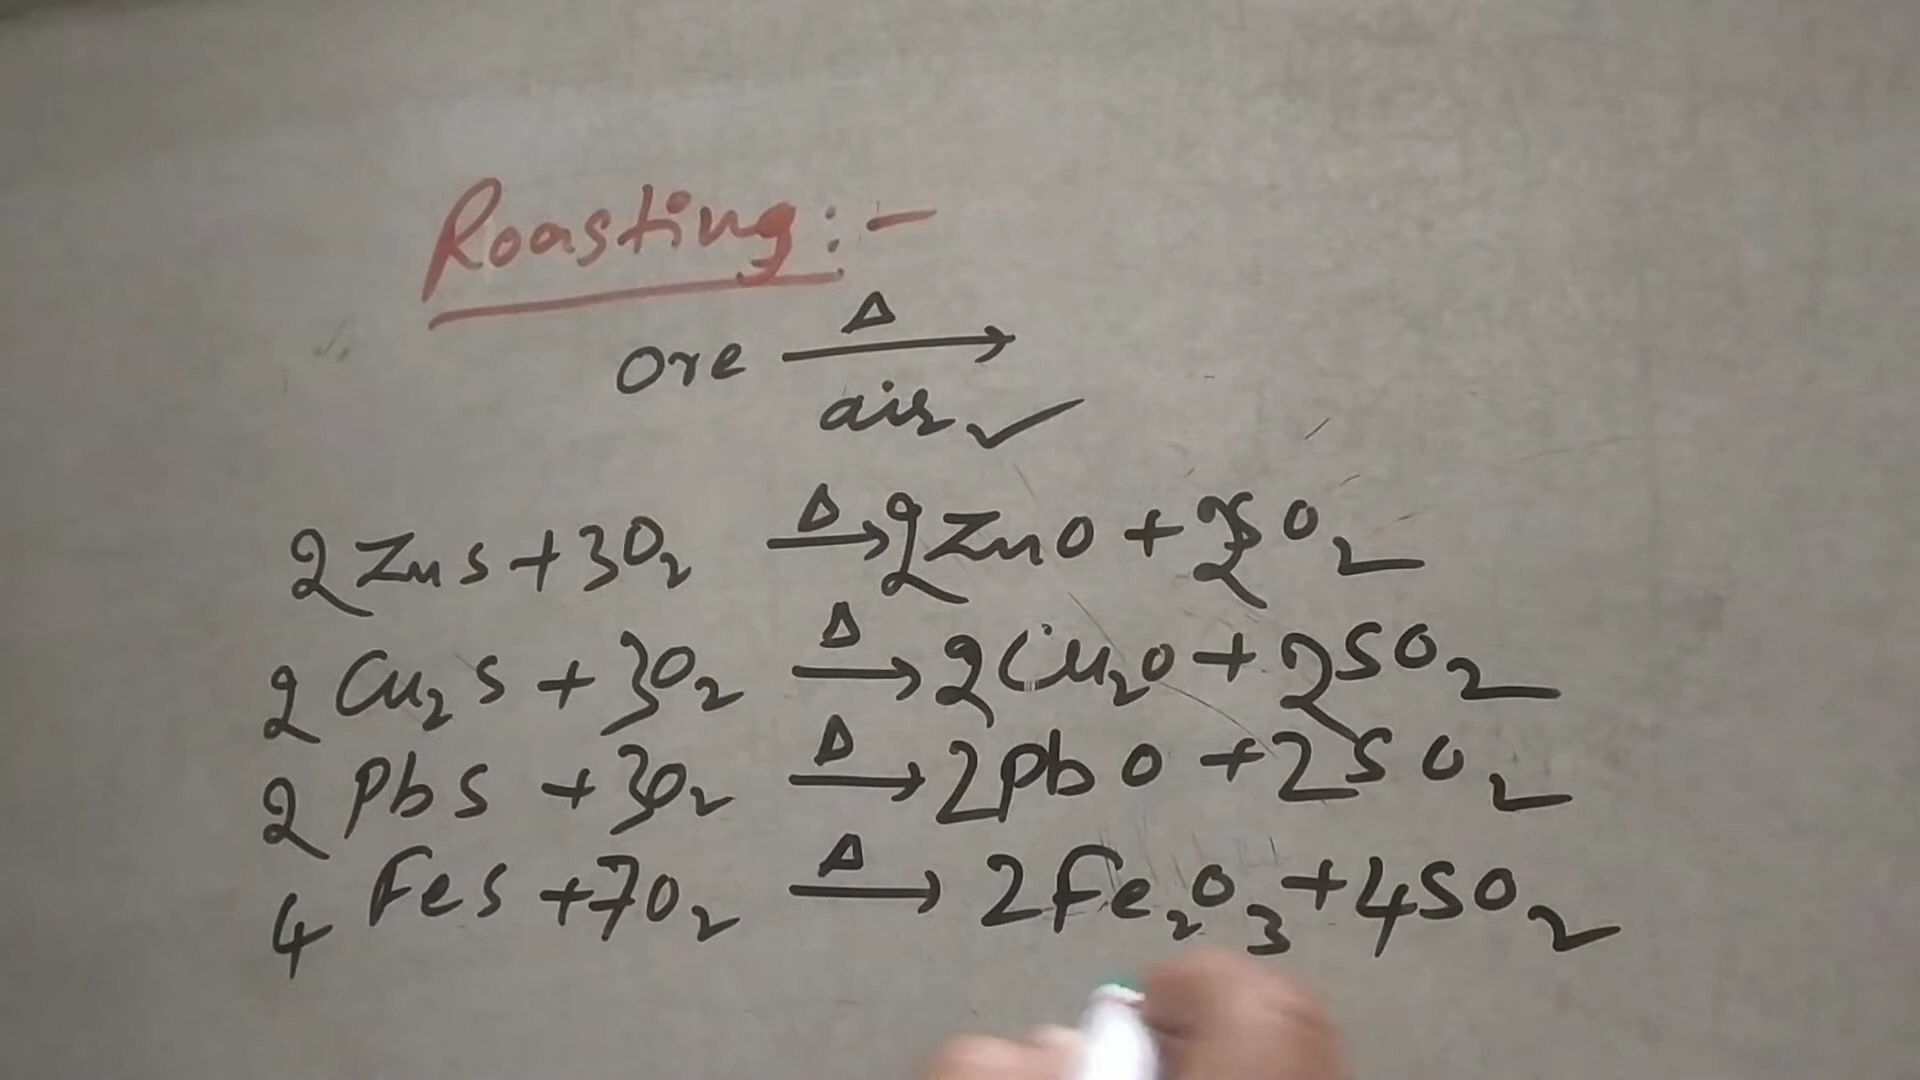 Roasting:-
Ore Δ→
air ✓
2ZnS + 3O₂ Δ→ 2ZnO + 2SO₂
2Cu₂S + 3O₂ Δ→ 2Cu₂O + 2SO₂
2PbS + 3O₂ Δ→ 2PbO + 2SO₂
4FeS + 7O₂ Δ→ 2Fe₂O₃ + 4SO₂